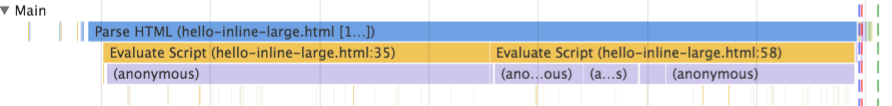 Main
Parse HTML (hello-inline-large.html [1...])
Evaluate Script (hello-inline-large.html:35) Evaluate Script (hello-inline-large.html:58)
(anonymous) (ano...ous) (a...s) (anonymous)